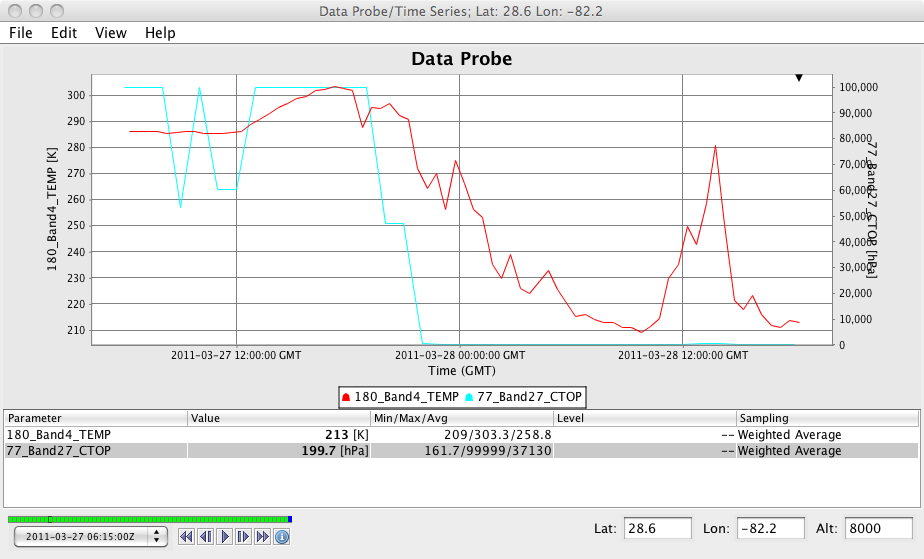 Data Probe/Time Series; Lat: 28.6 Lon: -82.2
File Edit View Help
Data Probe
180_Band4_TEMP [K]
300
290
280
270
260
250
240
230
220
210
100,000
90,000
80,000
70,000
60,000
50,000
40,000
30,000
20,000
10,000
0
77_Band27_CTOP [hPa]
2011-03-27 12:00:00 GMT 2011-03-28 00:00:00 GMT 2011-03-28 12:00:00 GMT
Time (GMT)
180_Band4_TEMP 77_Band27_CTOP
Parameter Value Min/Max/Avg Level Sampling
180_Band4_TEMP 213 [K] 209/303.3/258.8 -- Weighted Average
77_Band27_CTOP 199.7 [hPa] 161.7/99999/37130 -- Weighted Average
2011-03-27 06:15:00Z
Lat: 28.6 Lon: -82.2 Alt: 8000